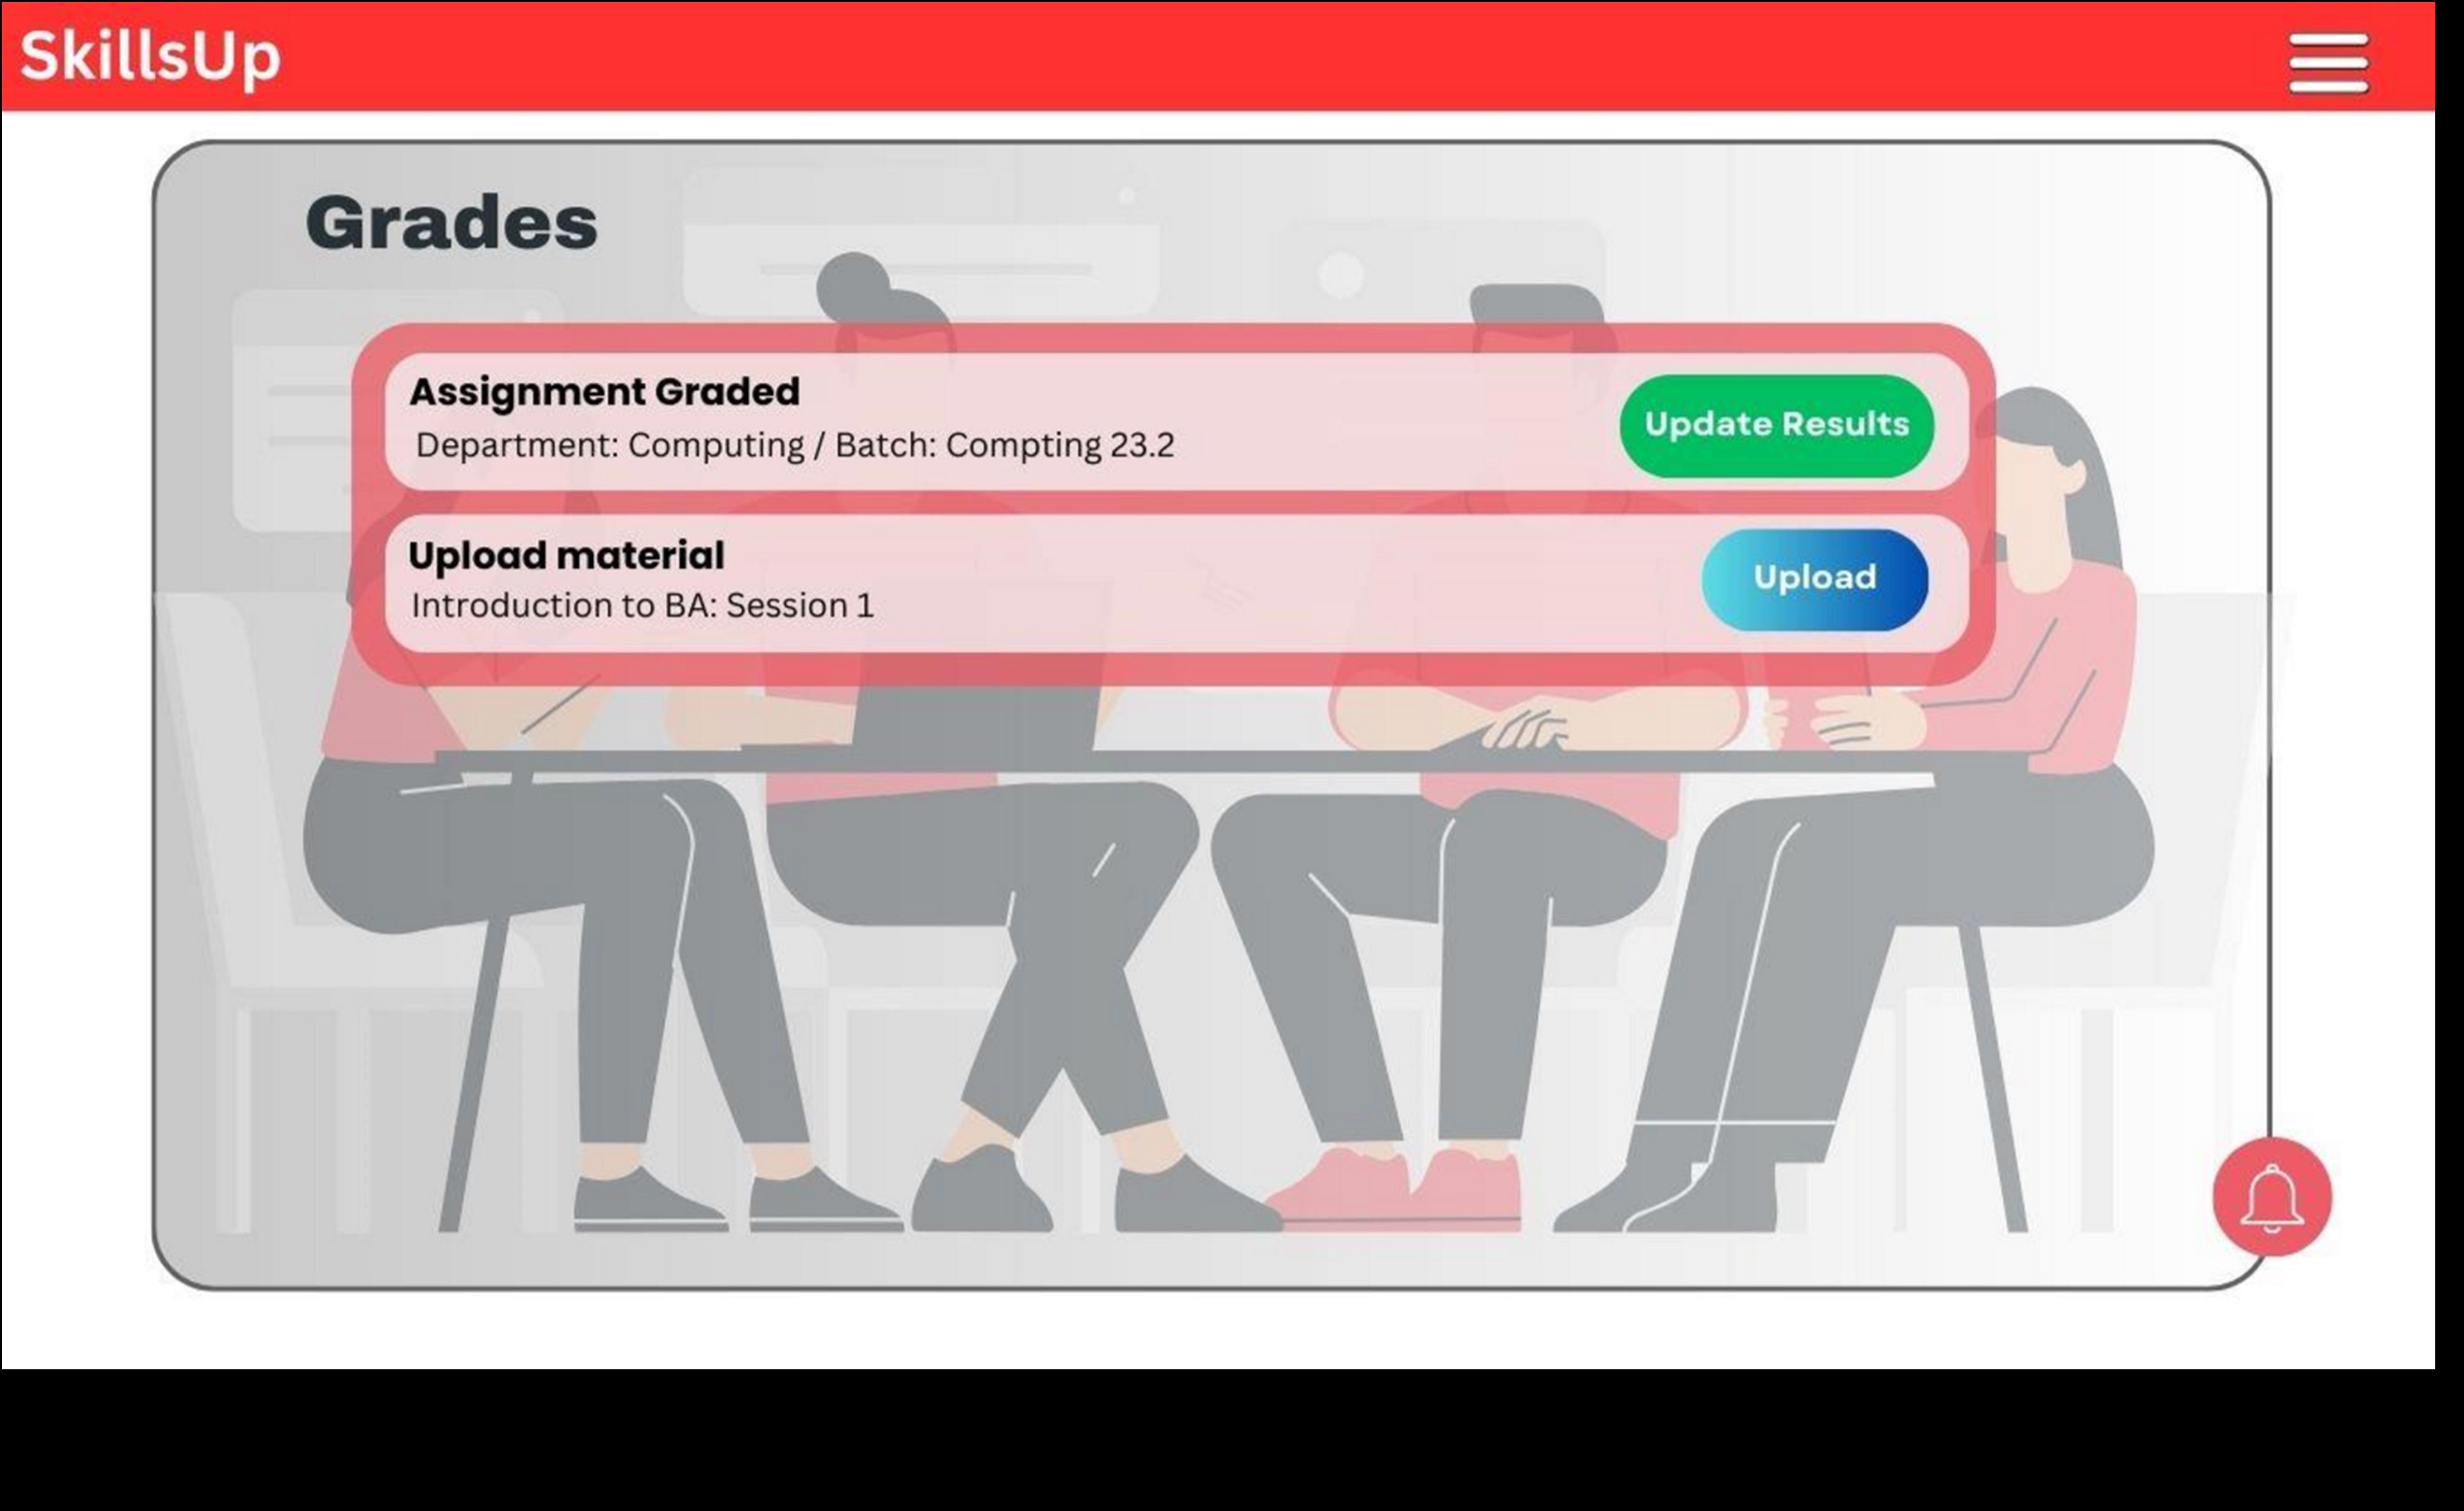 SkillsUp
Grades
Assignment Graded
Department: Computing / Batch: Compting 23.2
Update Results
Upload material
Introduction to BA: Session 1
Upload